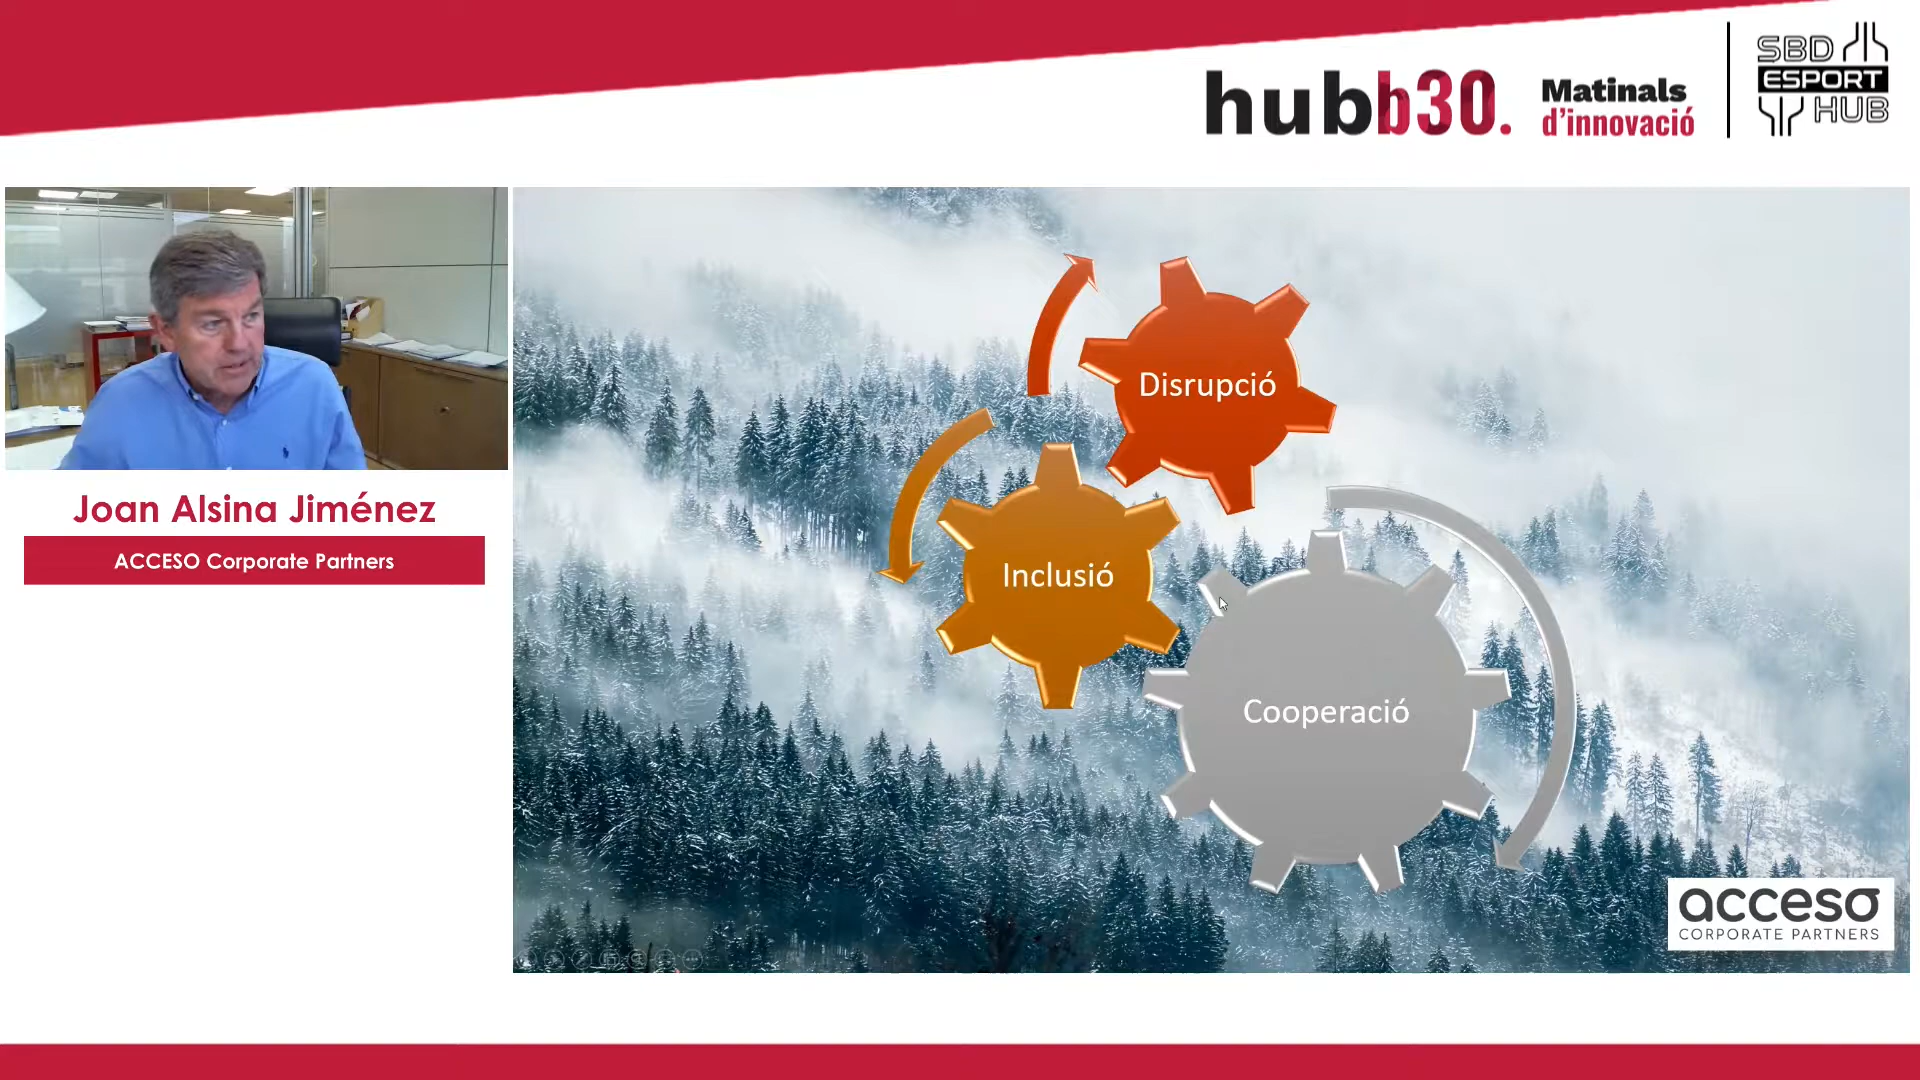 hubb30.
Matinals
d'innovació
SBD
ESPORT
HUB
Joan Alsina Jiménez
ACCESO Corporate Partners
Disrupció
Inclusió
Cooperació
acceso
CORPORATE PARTNERS